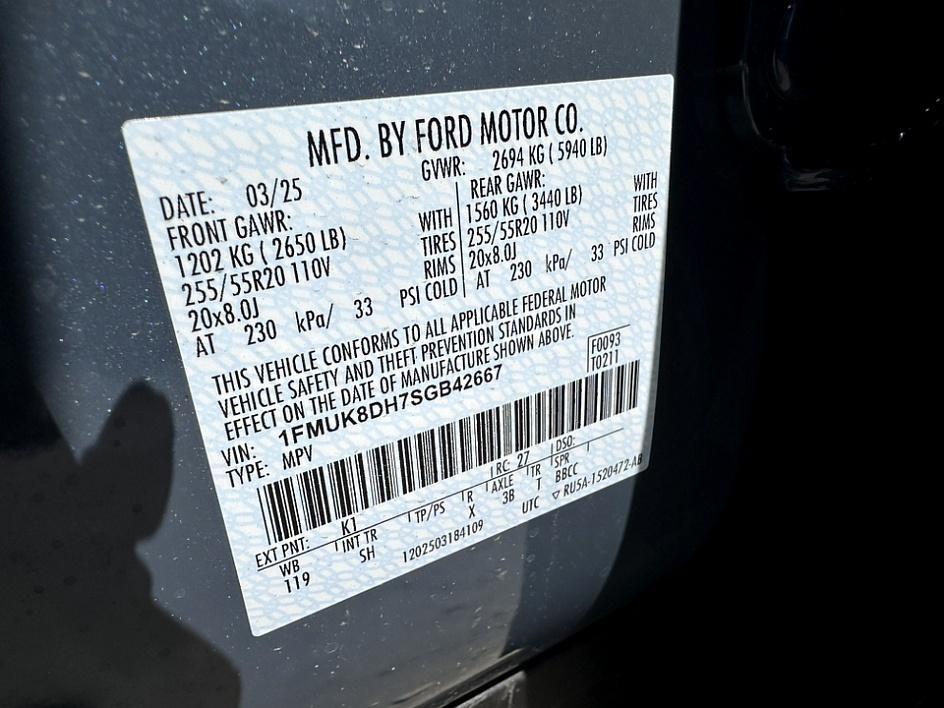 MFD. BY FORD MOTOR CO.
DATE: 03/25 GVWR: 2694 KG ( 5940 LB)
FRONT GAWR: REAR GAWR:
1202 KG ( 2650 LB) WITH 1560 KG ( 3440 LB) WITH
255/55R20 110V TIRES 255/55R20 110V TIRES
20x8.0J RIMS 20x8.0J RIMS
AT 230 kPa/ 33 PSI COLD AT 230 kPa/ 33 PSI COLD
THIS VEHICLE CONFORMS TO ALL APPLICABLE FEDERAL MOTOR
VEHICLE SAFETY AND THEFT PREVENTION STANDARDS IN
EFFECT ON THE DATE OF MANUFACTURE SHOWN ABOVE.
F0093
T0211
VIN: 1FMUK8DH7SGB42667
TYPE: MPV
EXT PNT: K1 RC: 27 DSO:
WB INT TR TP/PS R AXLE TR SPR
119 SH X 3B T BBCC
1202503184109 UTC ▽ RU5A-1520472-AB